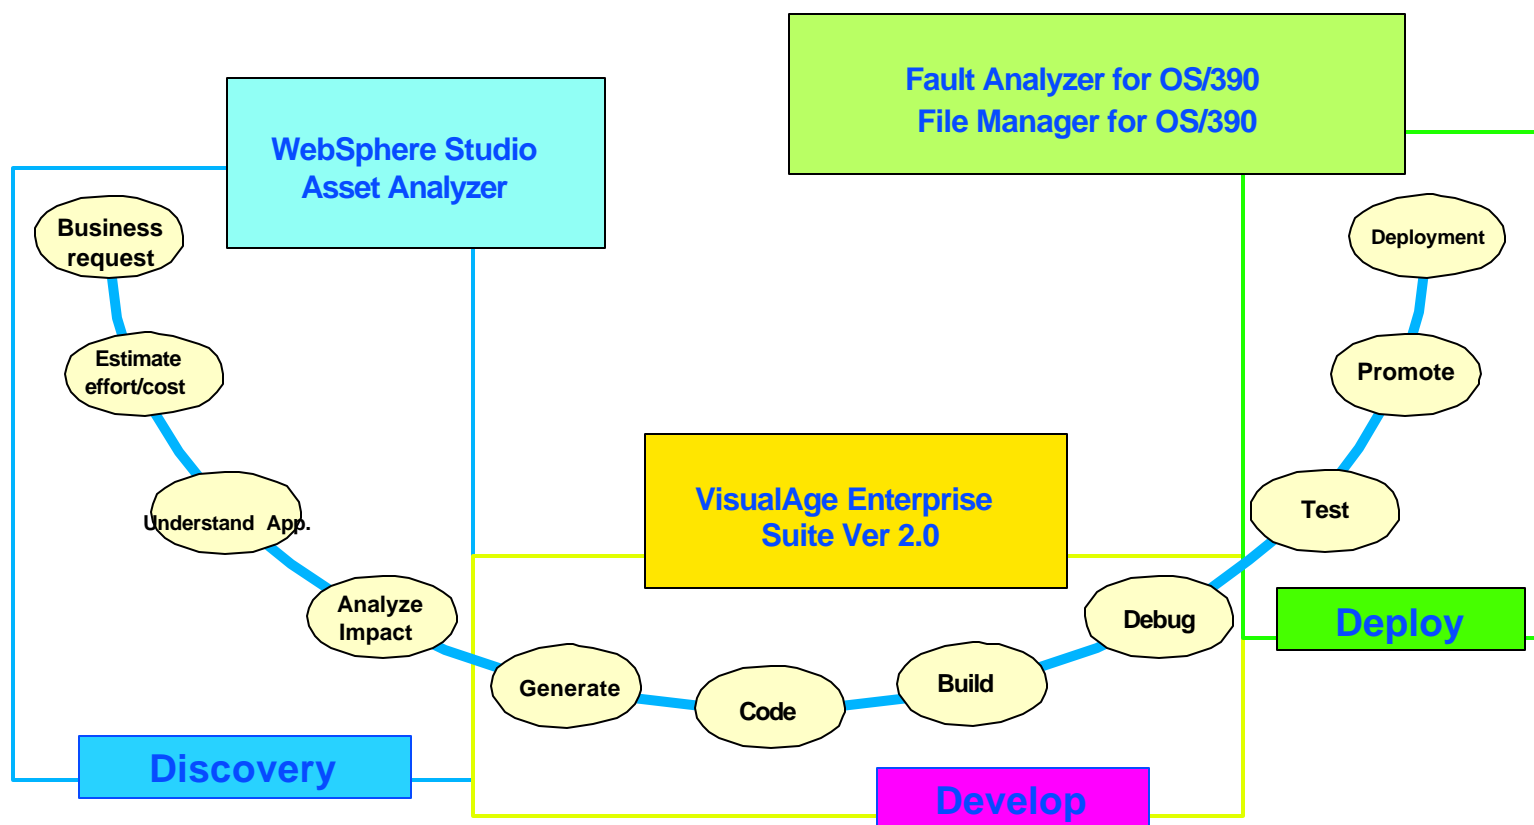 Fault Analyzer for OS/390
File Manager for OS/390
WebSphere Studio
Asset Analyzer
Business
request
Deployment
Estimate
effort/cost
Promote
Understand App.
VisualAge Enterprise
Suite Ver 2.0
Test
Analyze
Impact
Debug
Deploy
Generate
Code
Build
Discovery
Develop